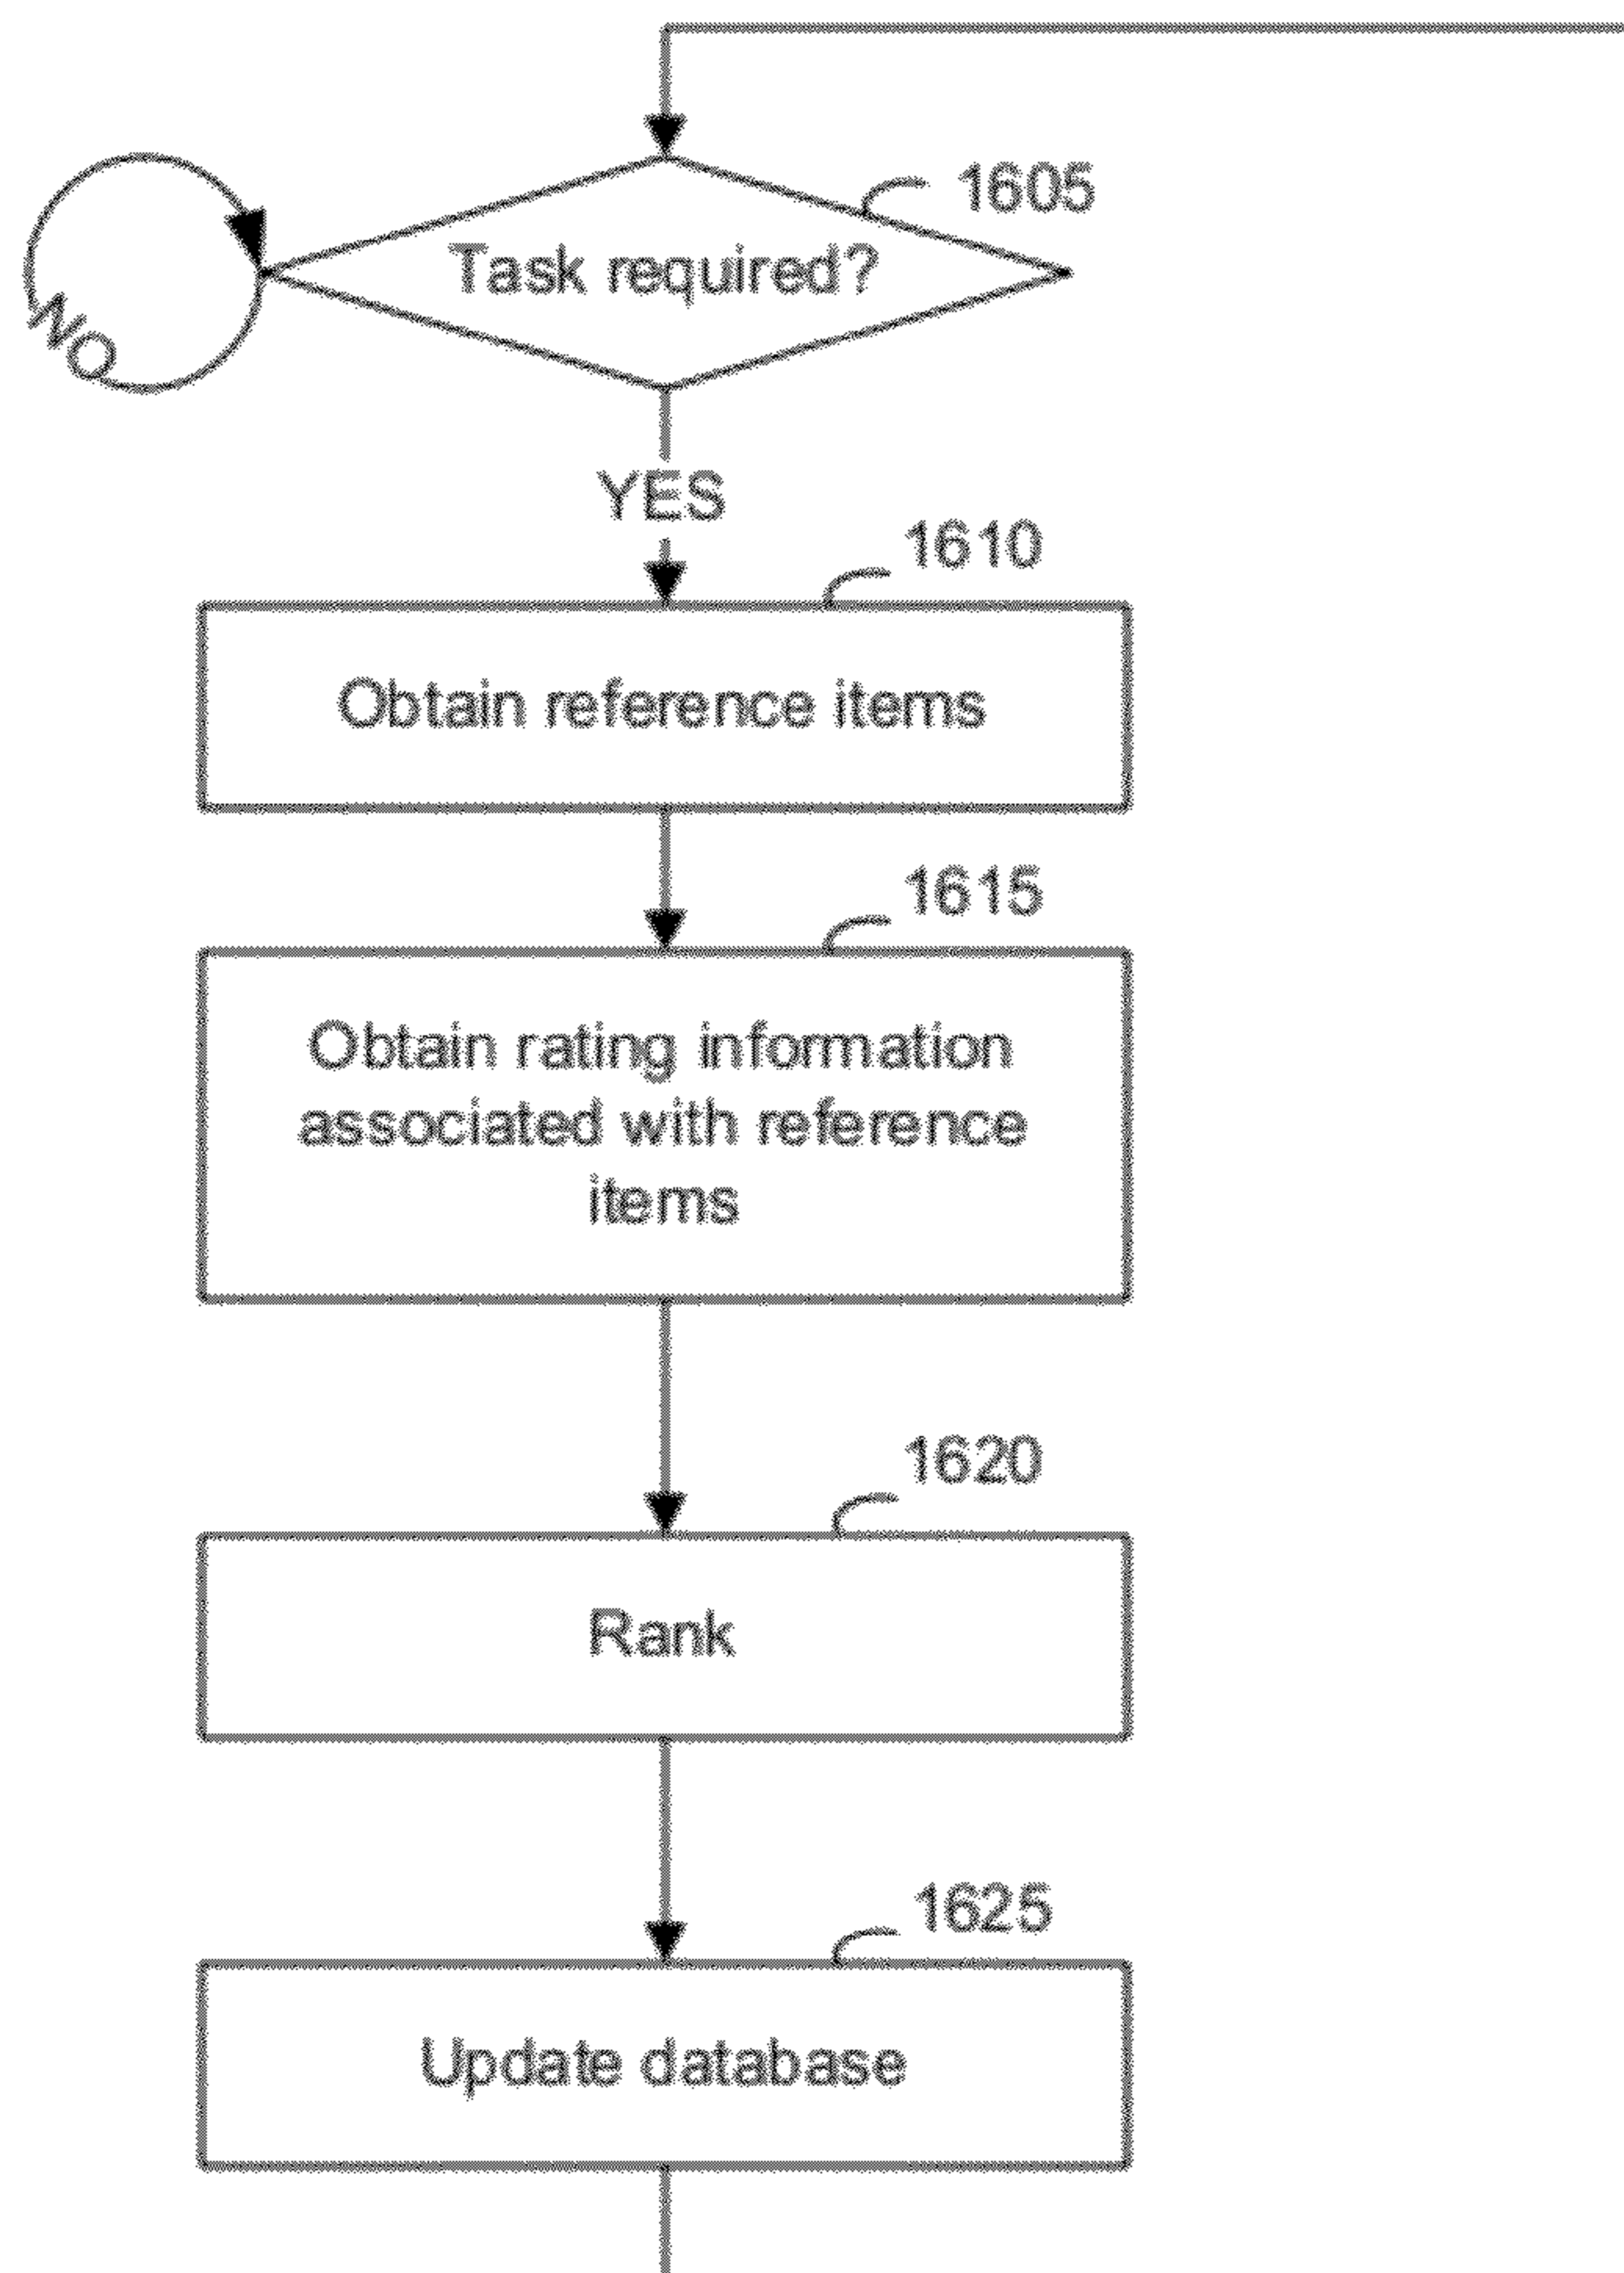 1605
Task required?
NO
YES
1610
Obtain reference items
1615
Obtain rating information
associated with reference
items
1620
Rank
1625
Update database